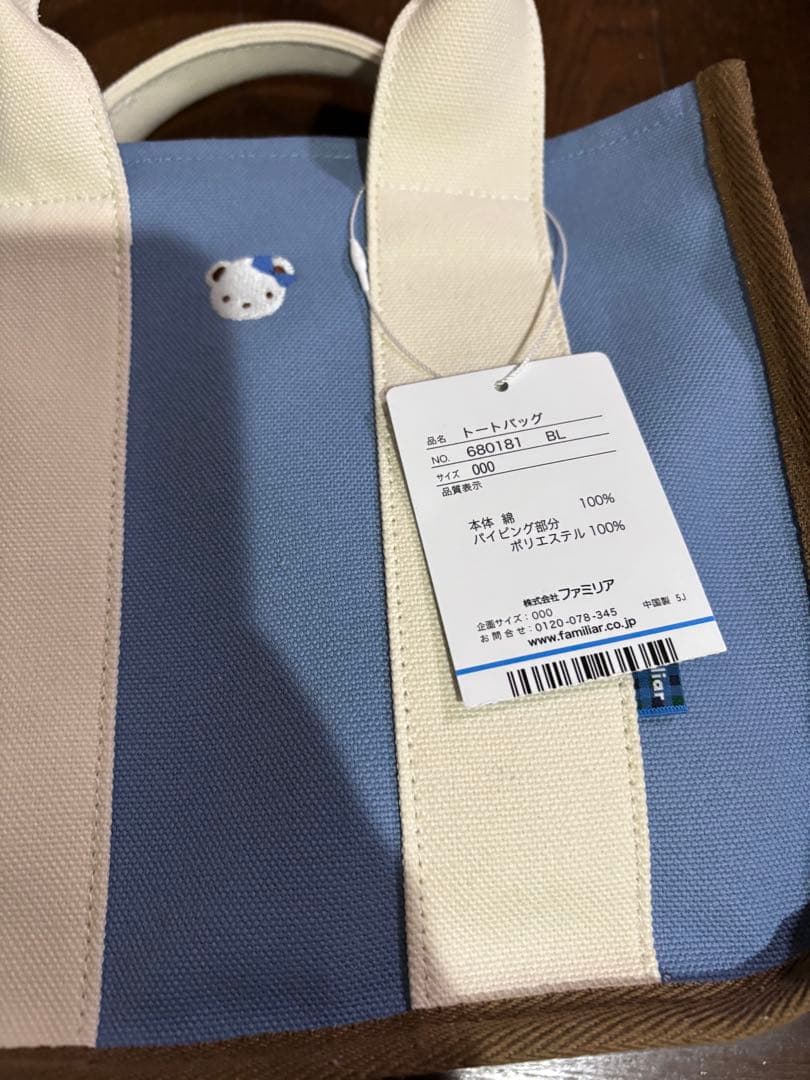 品名 トートバッグ
NO. 680181 BL
サイズ 000
品質表示
本体 綿 100%
パイピング部分
ポリエステル 100%
株式会社ファミリア
企画サイズ：000 中国製 5J
お問合せ：0120-078-345
www.familiar.co.jp
liar